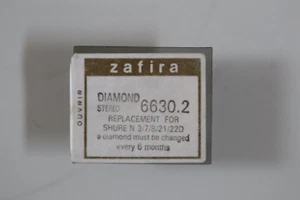 zafira
OUVRIR
DIAMOND
STEREO 6630.2
REPLACEMENT FOR
SHURE N 3/7/8/21/22D
a diamond must be changed
every 6 months